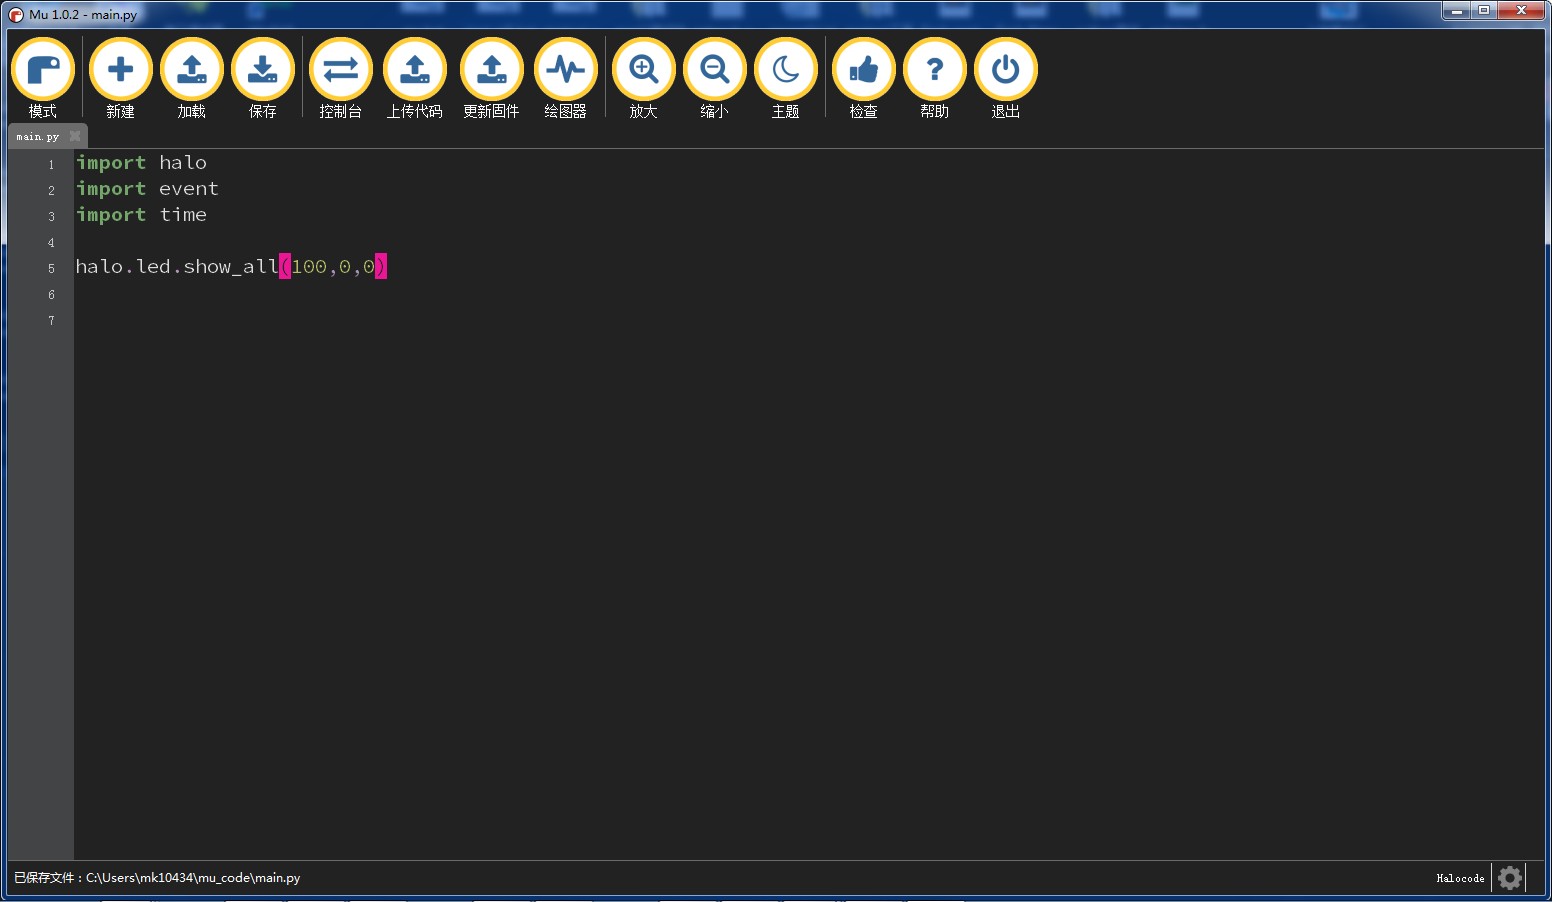 Mu 1.0.2 - main.py
模式 新建 加载 保存 控制台 上传代码 更新固件 绘图器 放大 缩小 主题 检查 帮助 退出
main.py
1 import halo
2 import event
3 import time
4
5 halo.led.show_all(100,0,0)
6
7
已保存文件：C:\Users\mk10434\mu_code\main.py Halocode